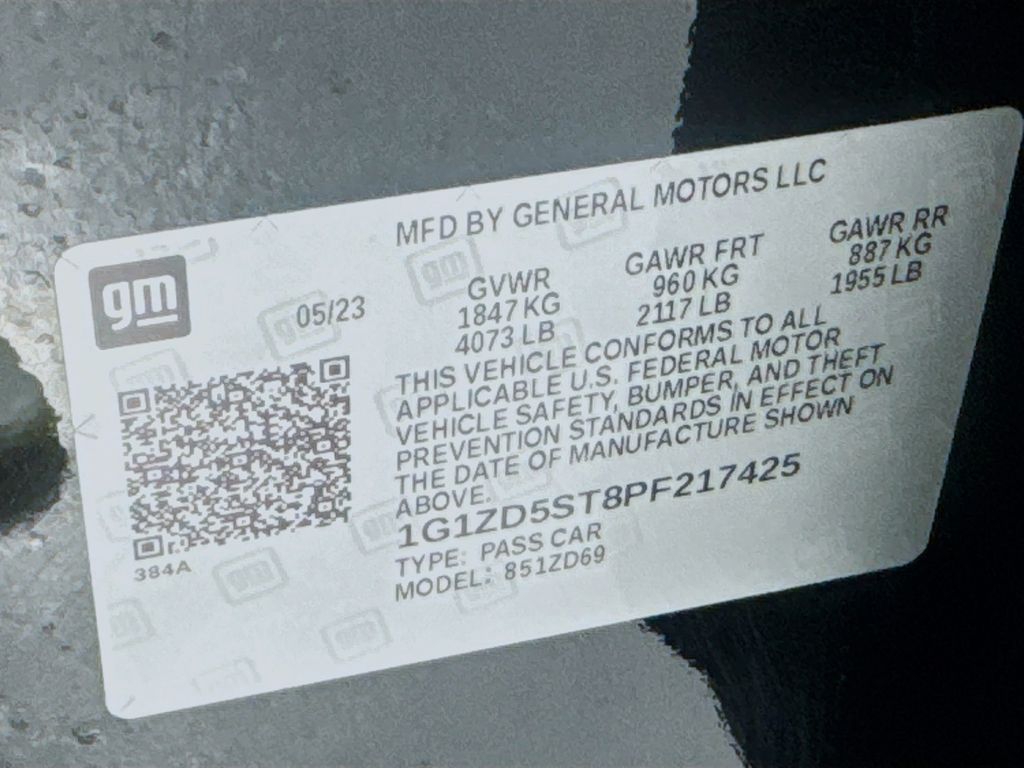 MFD BY GENERAL MOTORS LLC
gm
05/23
GVWR
1847 KG
4073 LB
GAWR FRT
960 KG
2117 LB
GAWR RR
887 KG
1955 LB
THIS VEHICLE CONFORMS TO ALL
APPLICABLE U.S. FEDERAL MOTOR
VEHICLE SAFETY, BUMPER, AND THEFT
PREVENTION STANDARDS IN EFFECT ON
THE DATE OF MANUFACTURE SHOWN
ABOVE.
1G1ZD5ST8PF217425
TYPE: PASS CAR
MODEL: 851ZD69
384A